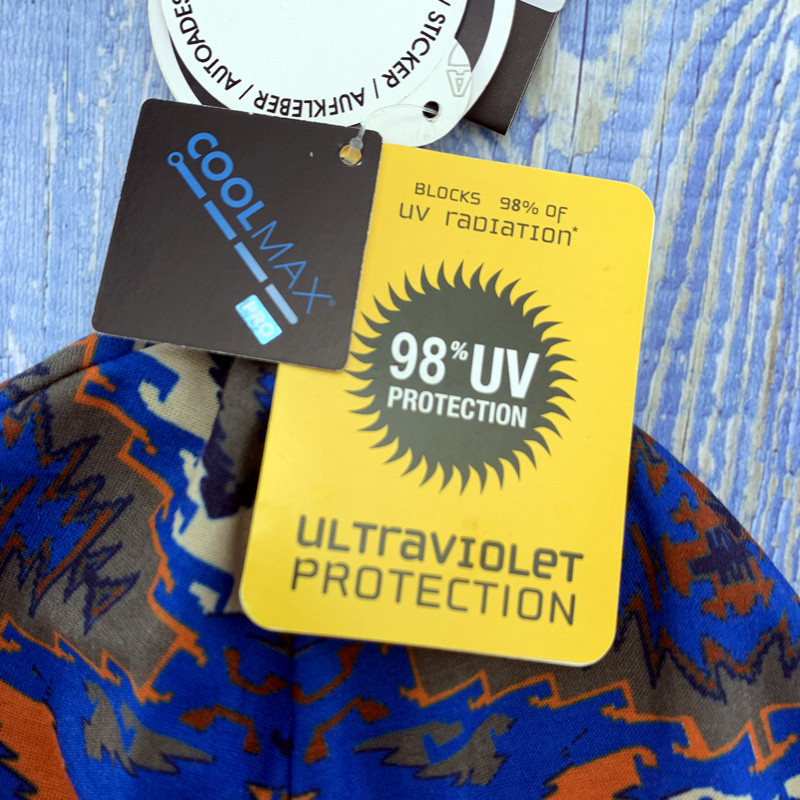 / STICKER / AUFKLEBER / AUTOADES
COOLMAX®
PRO
BLOCKS 98% OF
UV RADIATION*
98% UV
PROTECTION
ULTRAVIOLET
PROTECTION